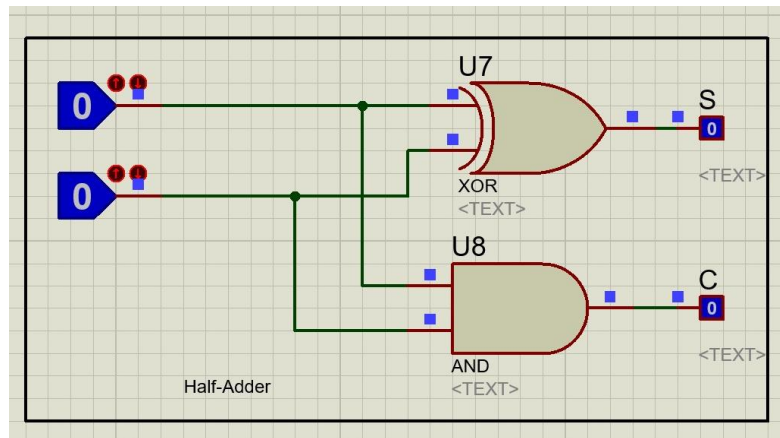 U7
S
0
0
<TEXT>
XOR
<TEXT>
0
U8
C
0
<TEXT>
AND
<TEXT>
Half-Adder